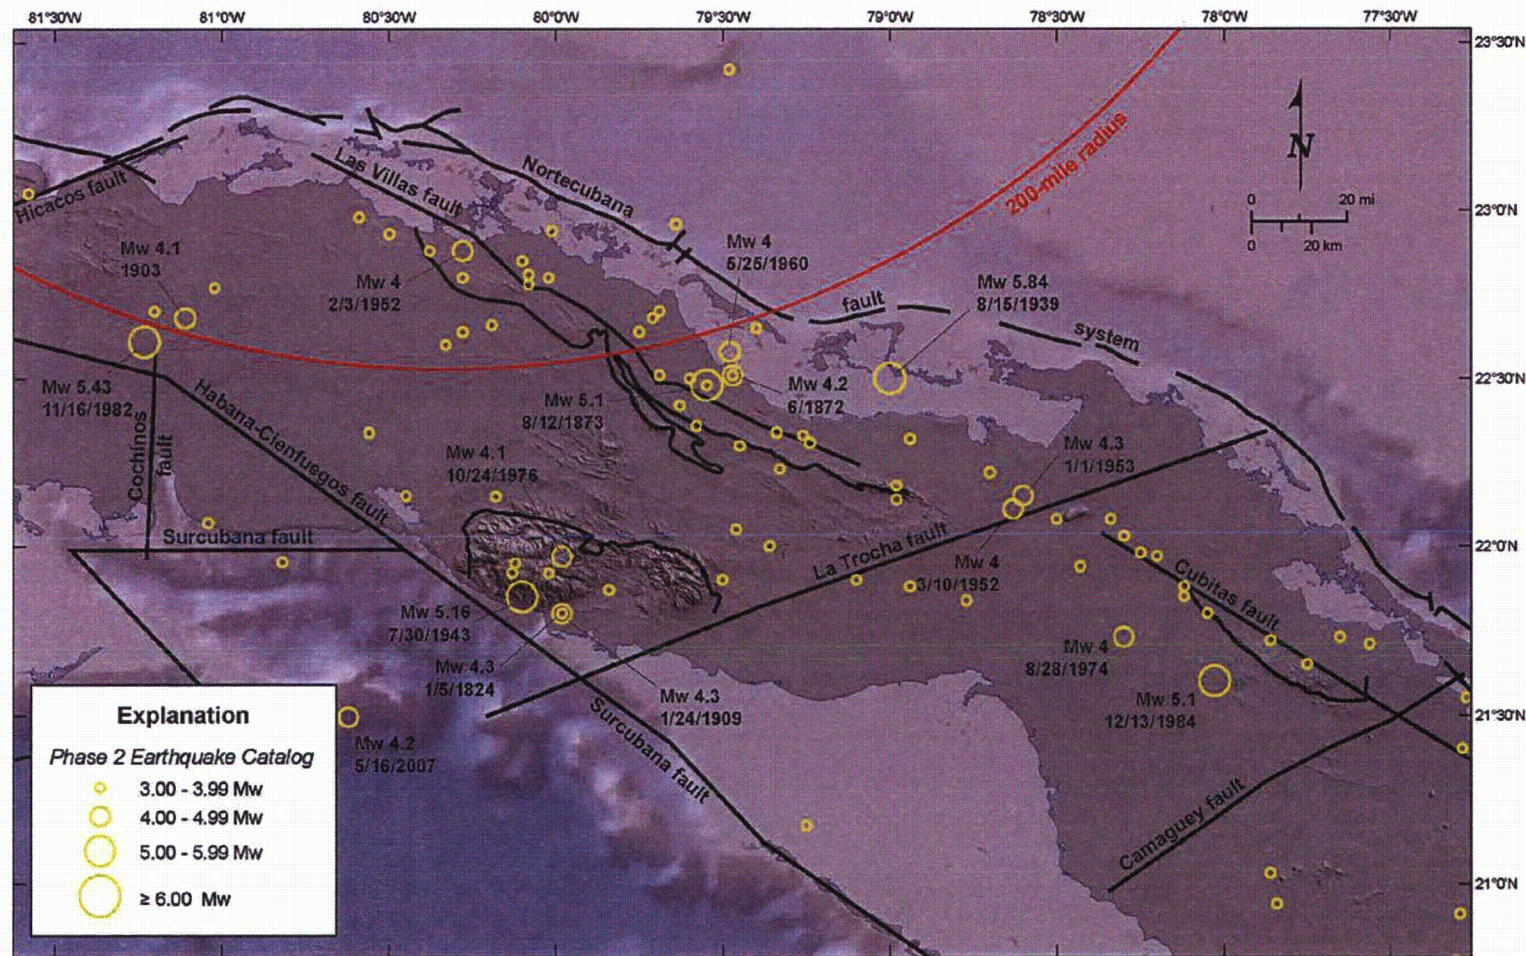 81°30'W 81°0'W 80°30'W 80°0'W 79°30'W 79°0'W 78°30'W 78°0'W 77°30'W
23°30'N
23°0'N
22°30'N
22°0'N
21°30'N
21°0'N
N
0 20 mi
0 20 km
200-mile radius
Hicacos fault
Las Villas fault
Nortecubana
fault
system
Mw 4.1
1903
Mw 4
2/3/1952
Mw 4
5/25/1960
Mw 5.84
8/15/1939
Mw 5.43
11/16/1982
Cochinos
fault
Habana-Cienfuegos fault
Mw 5.1
8/12/1873
Mw 4.2
6/1872
Mw 4.1
10/24/1976
Mw 4.3
1/1/1953
Surcubana fault
La Trocha fault
Mw 4
3/10/1952
Cubitas fault
Mw 5.16
7/30/1943
Mw 4.3
1/5/1824
Mw 4.3
1/24/1909
Mw 4
8/28/1974
Mw 5.1
12/13/1984
Surcubana fault
Mw 4.2
5/16/2007
Camaguey fault
Explanation
Phase 2 Earthquake Catalog
3.00 - 3.99 Mw
4.00 - 4.99 Mw
5.00 - 5.99 Mw
≥ 6.00 Mw